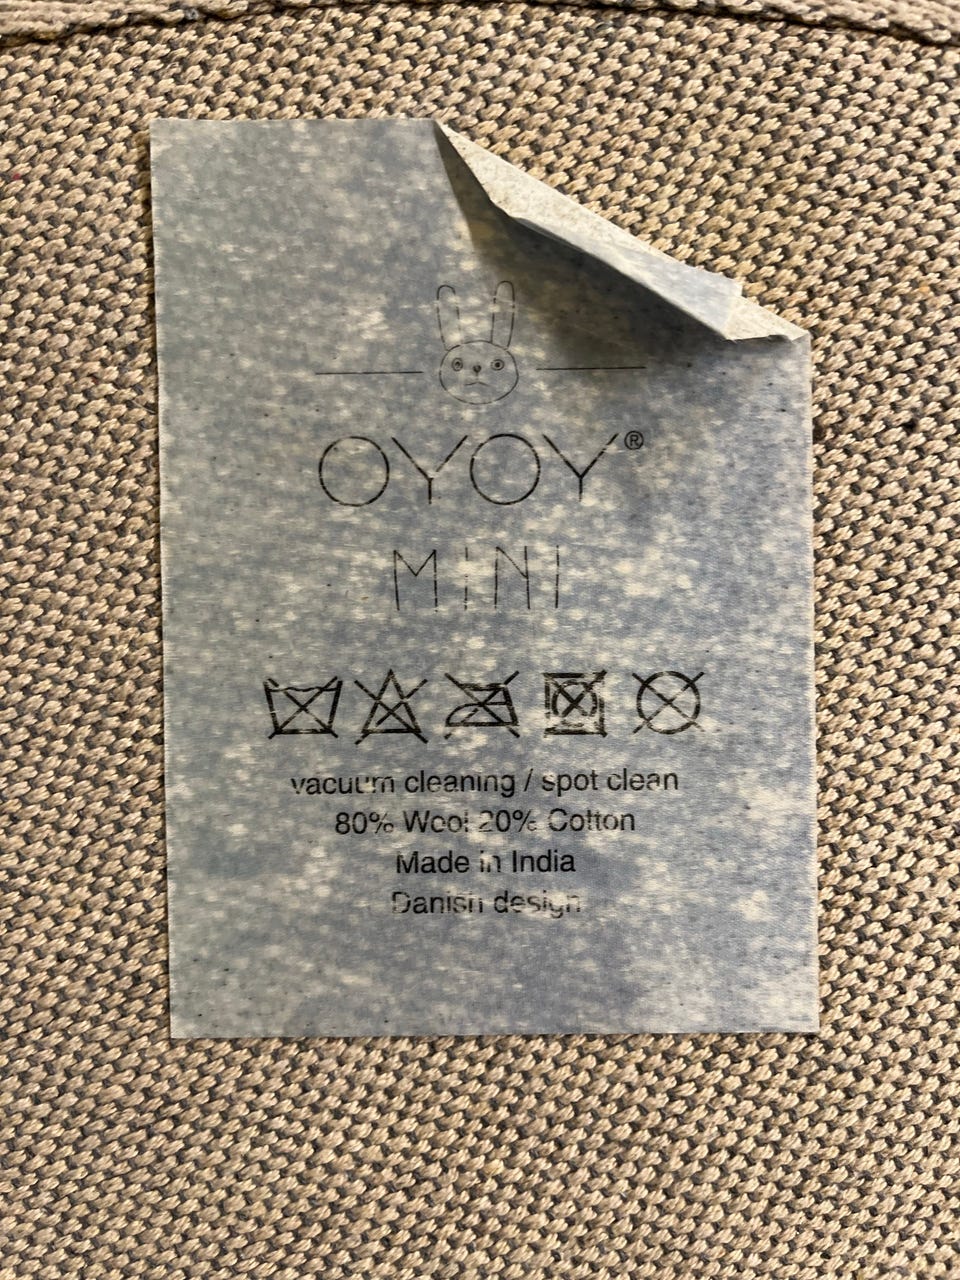 OYOY®
MINI
vacuum cleaning / spot clean
80% Wool 20% Cotton
Made in India
Danish design